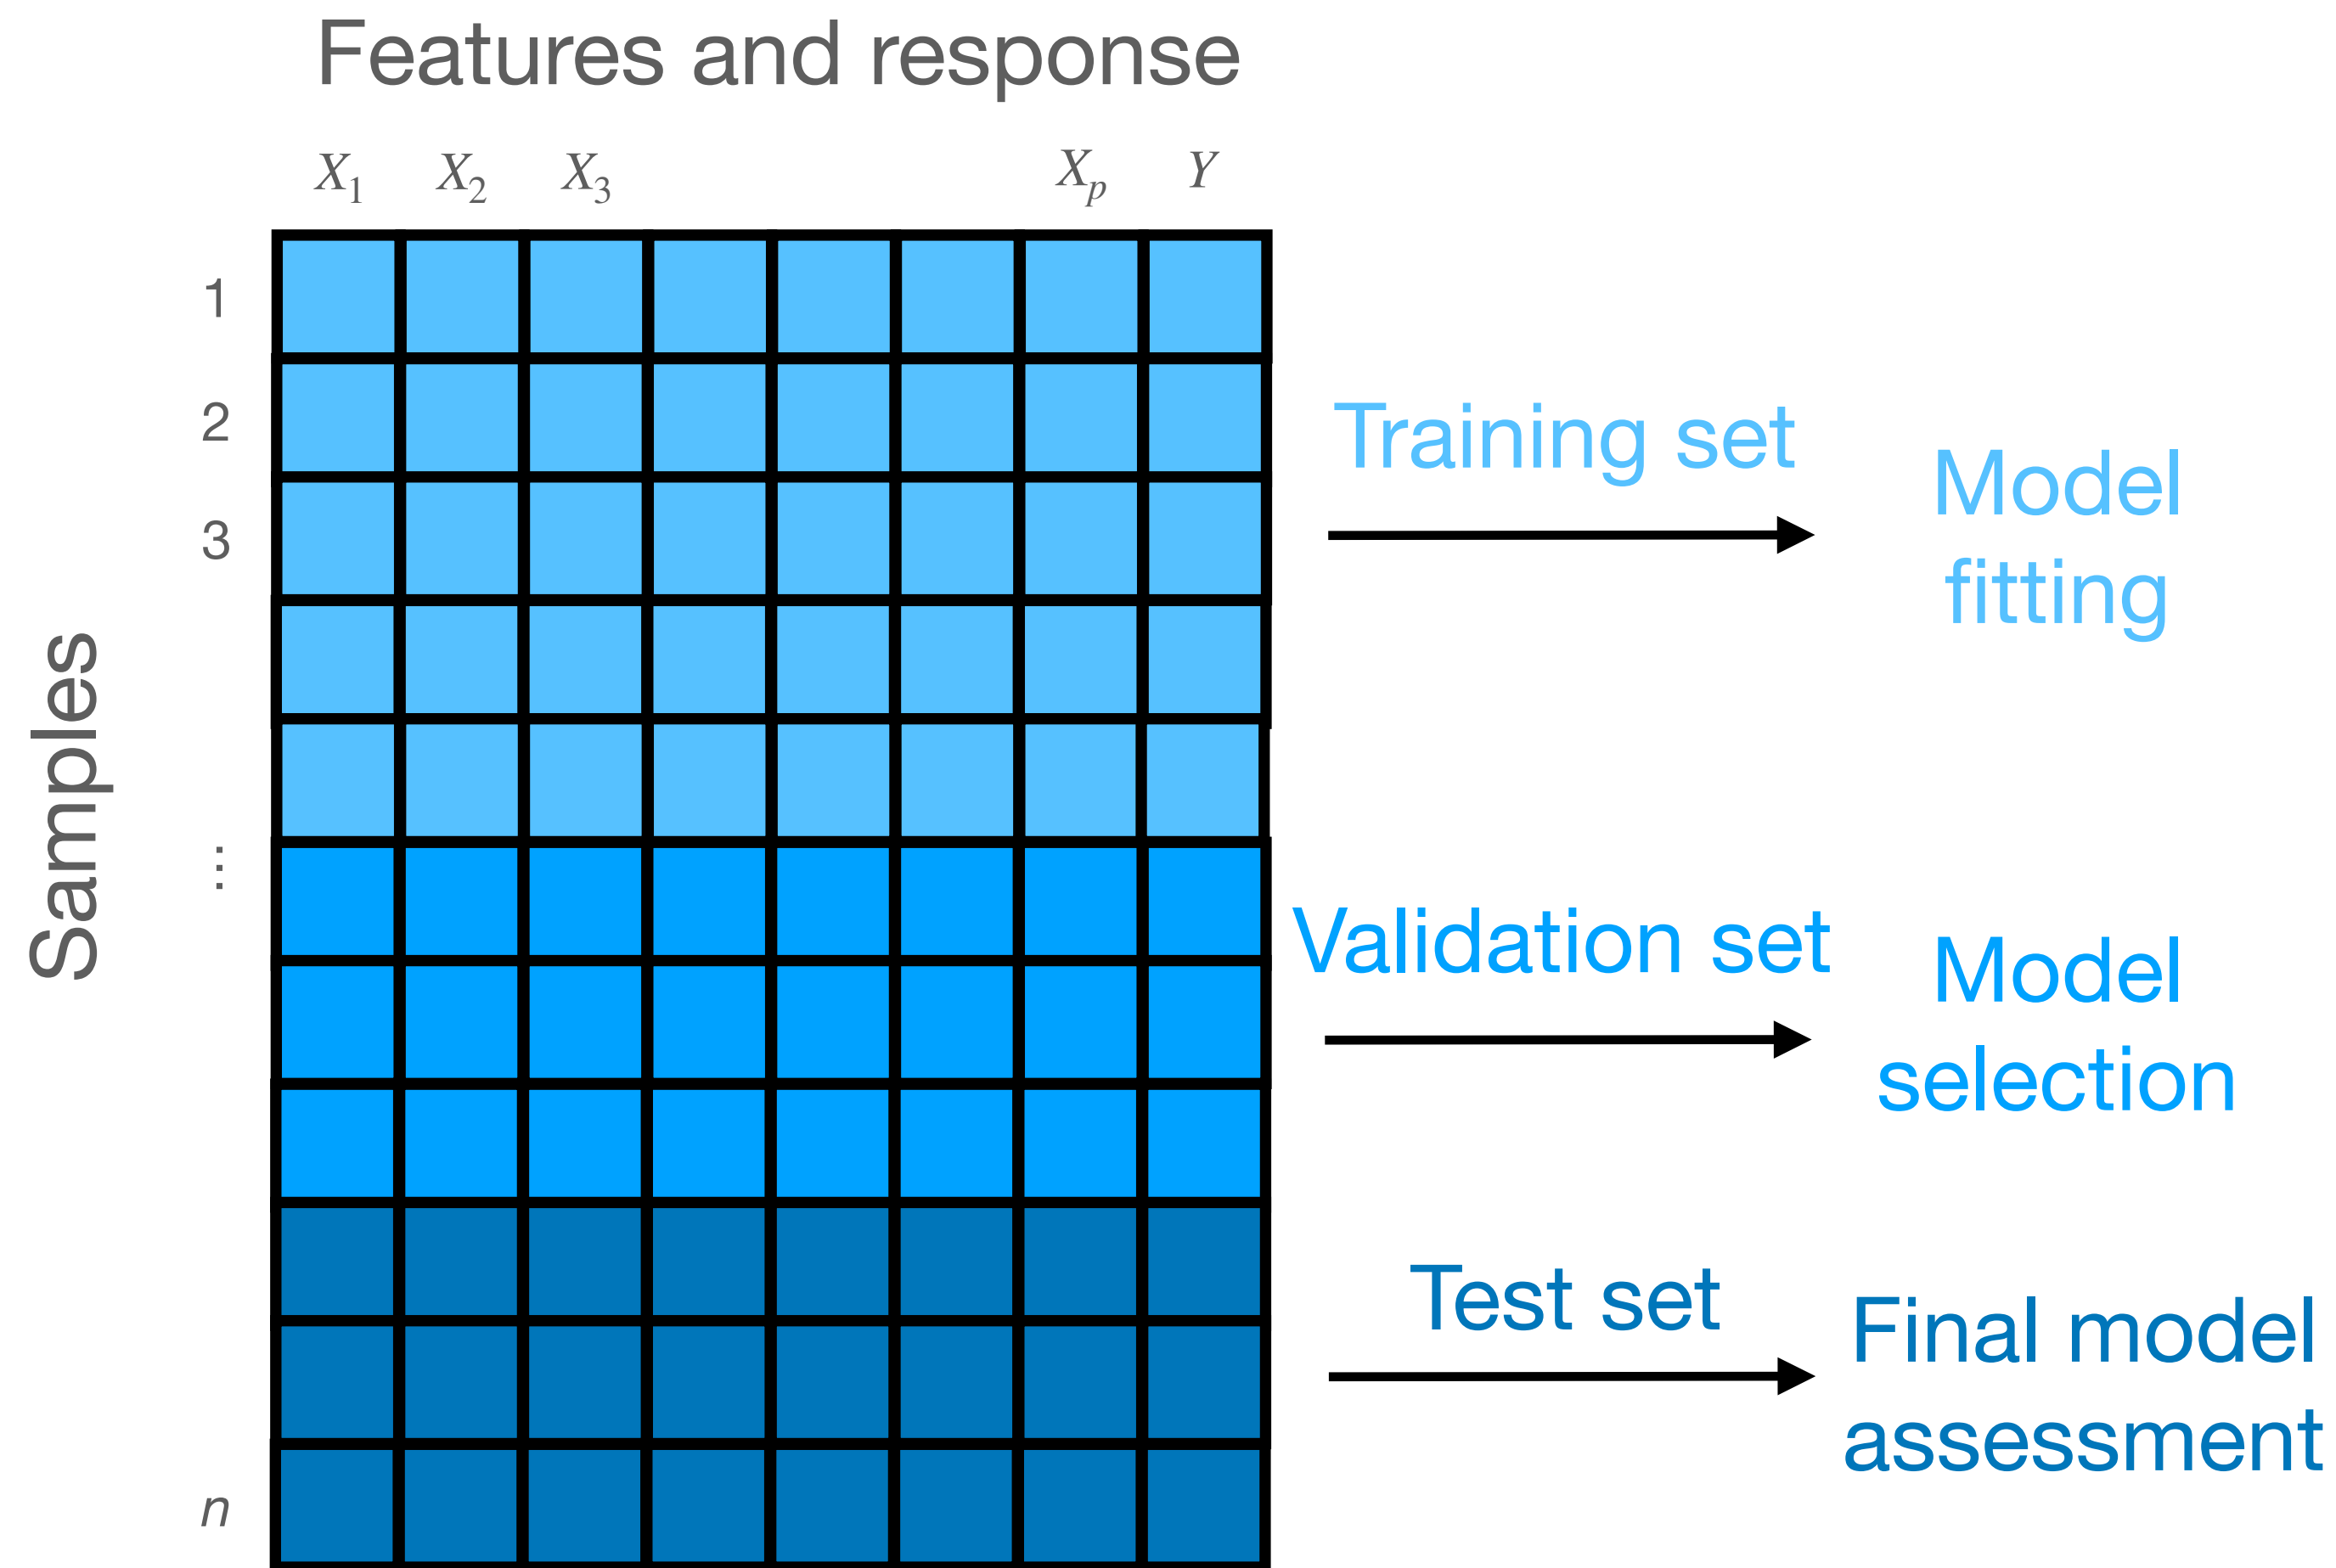 Features and response
X1 X2 X3 Xp Y
1
2
3
⋮
n
Samples
Training set
Model
fitting
Validation set
Model
selection
Test set
Final model
assessment